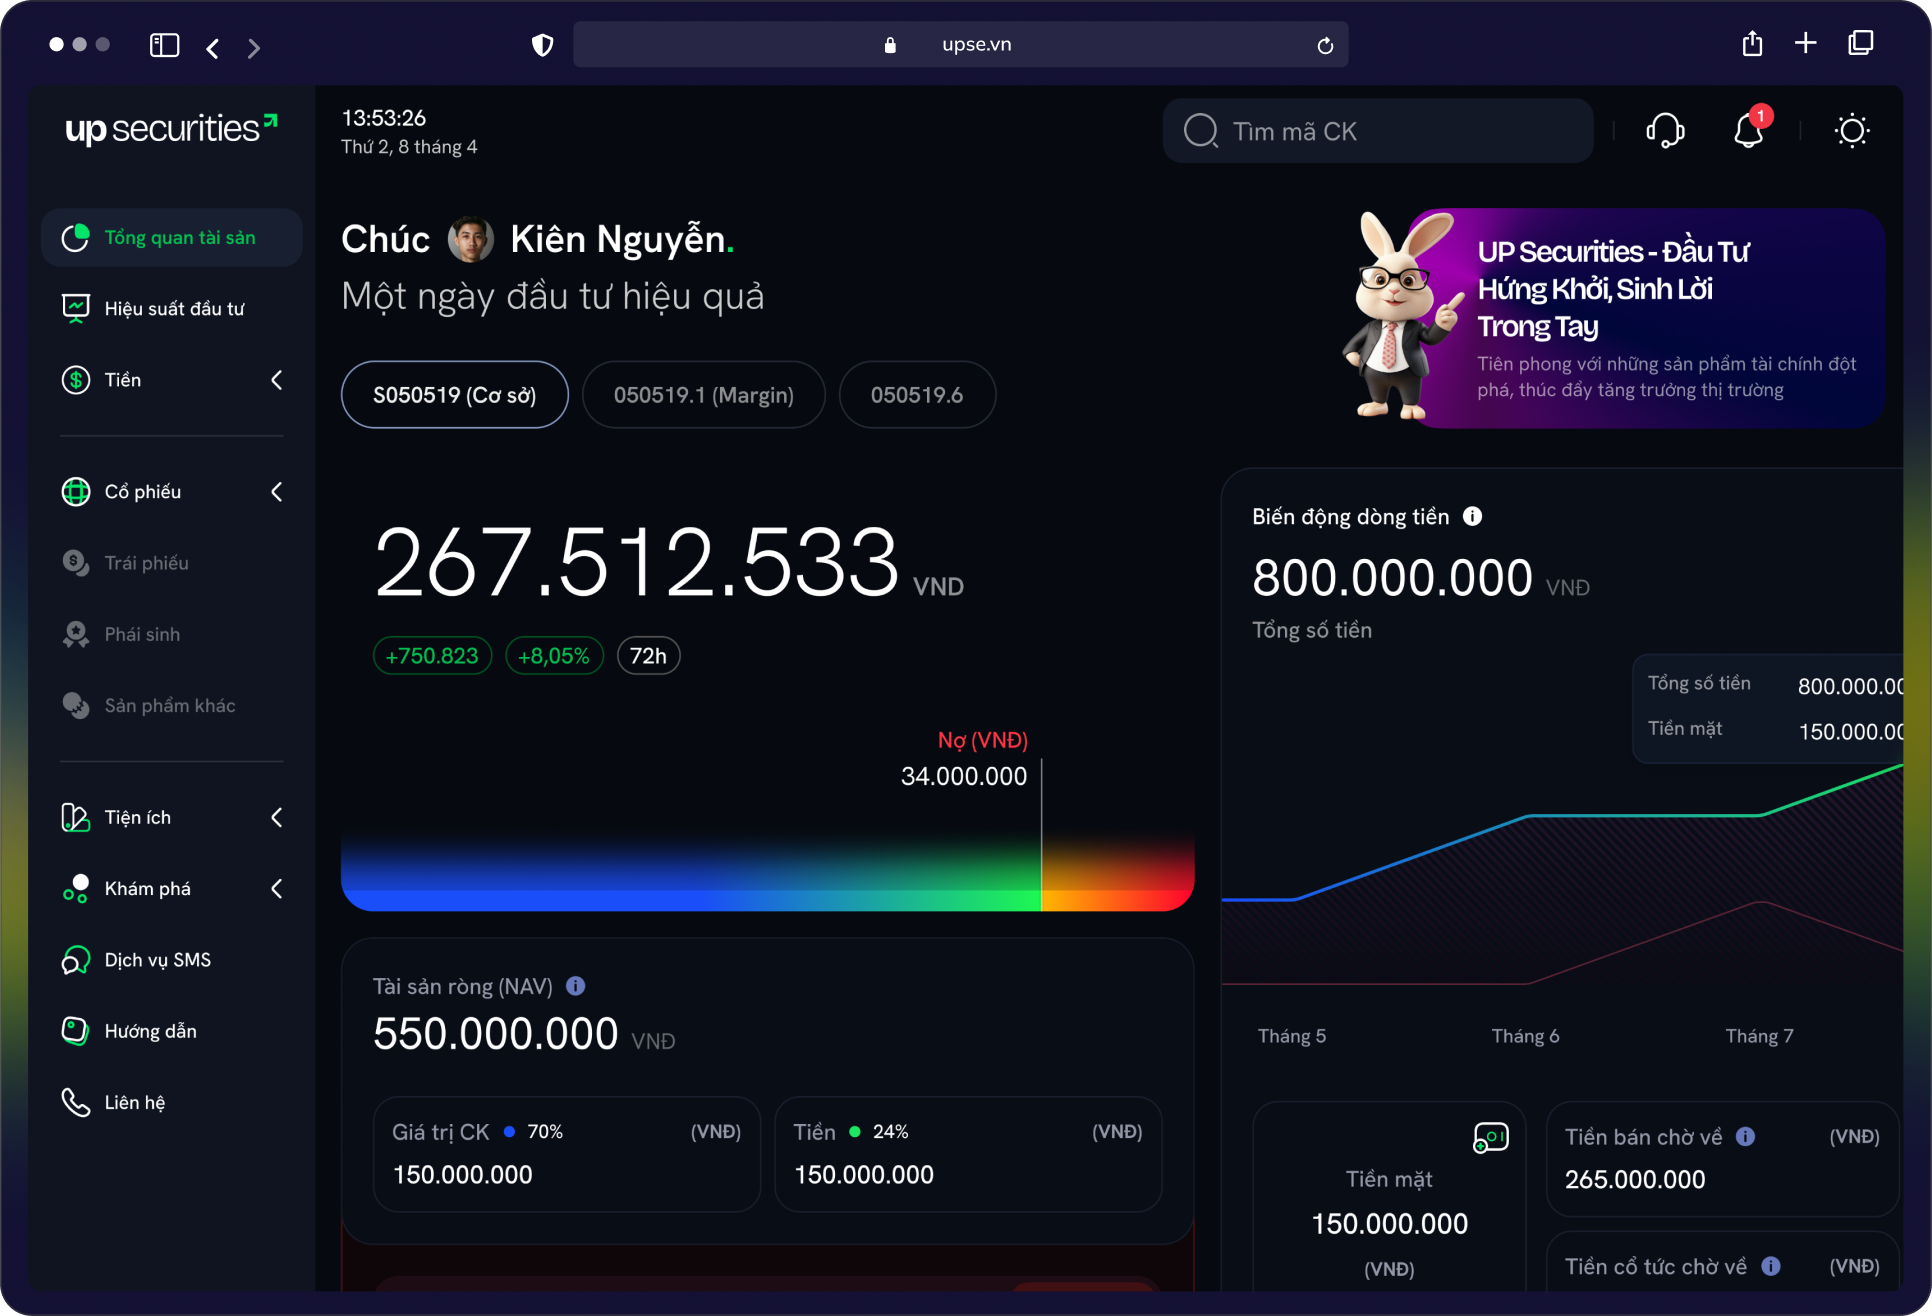 upse.vn
up securities
13:53:26
Thứ 2, 8 tháng 4
Tìm mã CK
1
Tổng quan tài sản
Hiệu suất đầu tư
Tiền
Cổ phiếu
Trái phiếu
Phái sinh
Sản phẩm khác
Tiện ích
Khám phá
Dịch vụ SMS
Hướng dẫn
Liên hệ
Chúc Kiên Nguyễn.
Một ngày đầu tư hiệu quả
S050519 (Cơ sở)
050519.1 (Margin)
050519.6
UP Securities - Đầu Tư
Hứng Khởi, Sinh Lời
Trong Tay
Tiên phong với những sản phẩm tài chính đột
phá, thúc đẩy tăng trưởng thị trường
267.512.533 VND
+750.823
+8,05%
72h
Nợ (VNĐ)
34.000.000
Tài sản ròng (NAV)
550.000.000 VNĐ
Giá trị CK 70% (VNĐ)
150.000.000
Tiền 24% (VNĐ)
150.000.000
Biến động dòng tiền
800.000.000 VNĐ
Tổng số tiền
Tổng số tiền 800.000.00
Tiền mặt 150.000.00
Tháng 5
Tháng 6
Tháng 7
Tiền mặt
150.000.000
(VNĐ)
Tiền bán chờ về (VNĐ)
265.000.000
Tiền cổ tức chờ về (VNĐ)